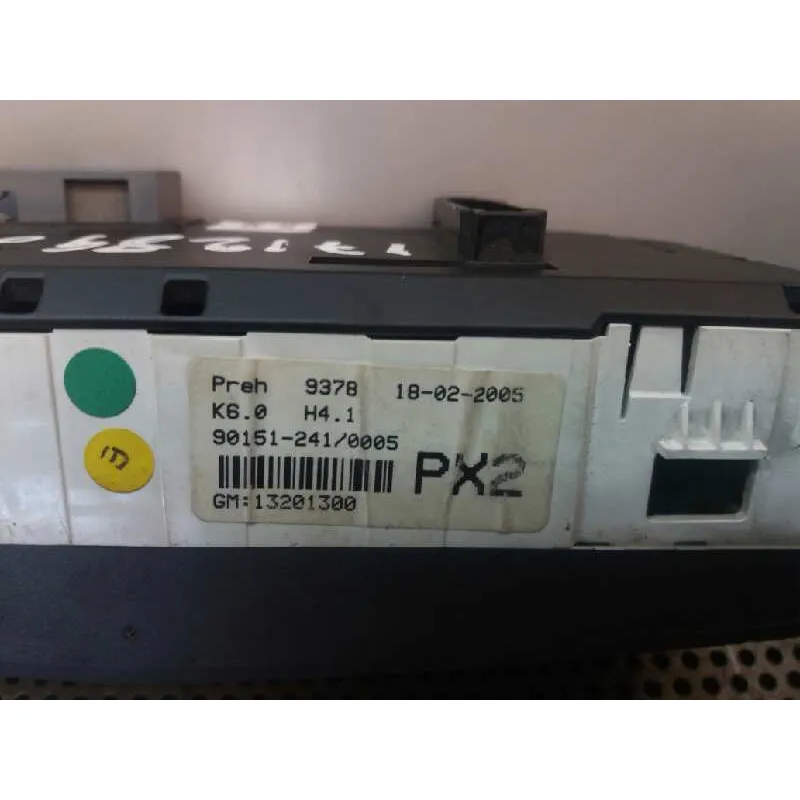 Preh 9378 18-02-2005
K6.0 H4.1
90151-241/0005
PX2
GM:13201300